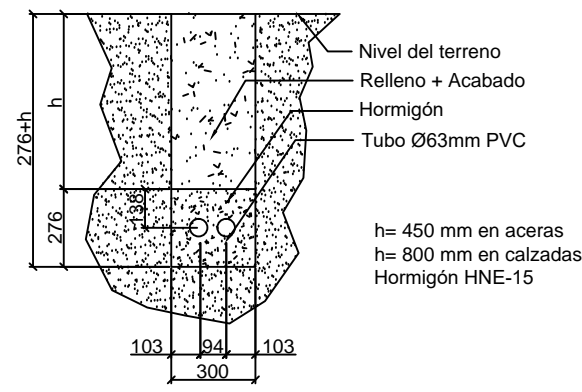 Nivel del terreno
Relleno + Acabado
Hormigón
Tubo Ø63mm PVC
276+h
h
276
138
h= 450 mm en aceras
h= 800 mm en calzadas
Hormigón HNE-15
103
94
103
300